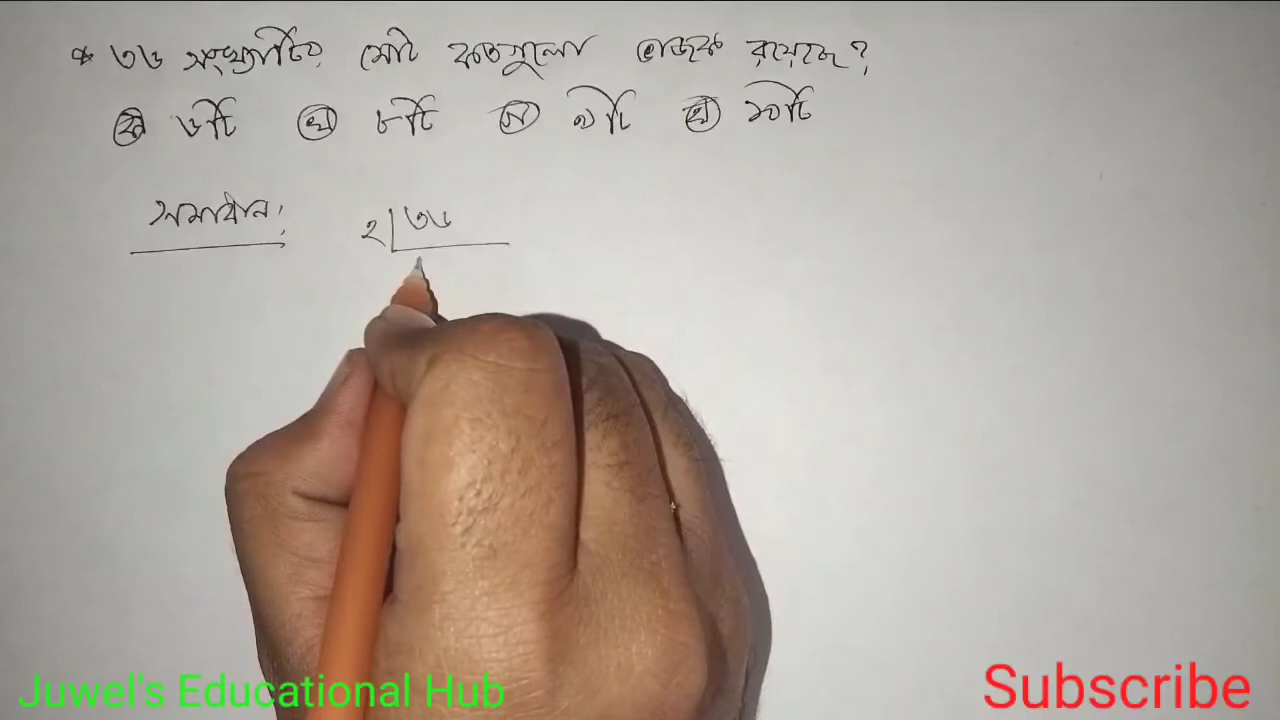 * ৩৬ সংখ্যাটির মোট কতগুলো ভাজক রয়েছে?
(ক) ৬টি (খ) ৮টি (গ) ৯টি (ঘ) ১০টি
সমাধান: ২ ৩৬
Juwel's Educational Hub
Subscribe